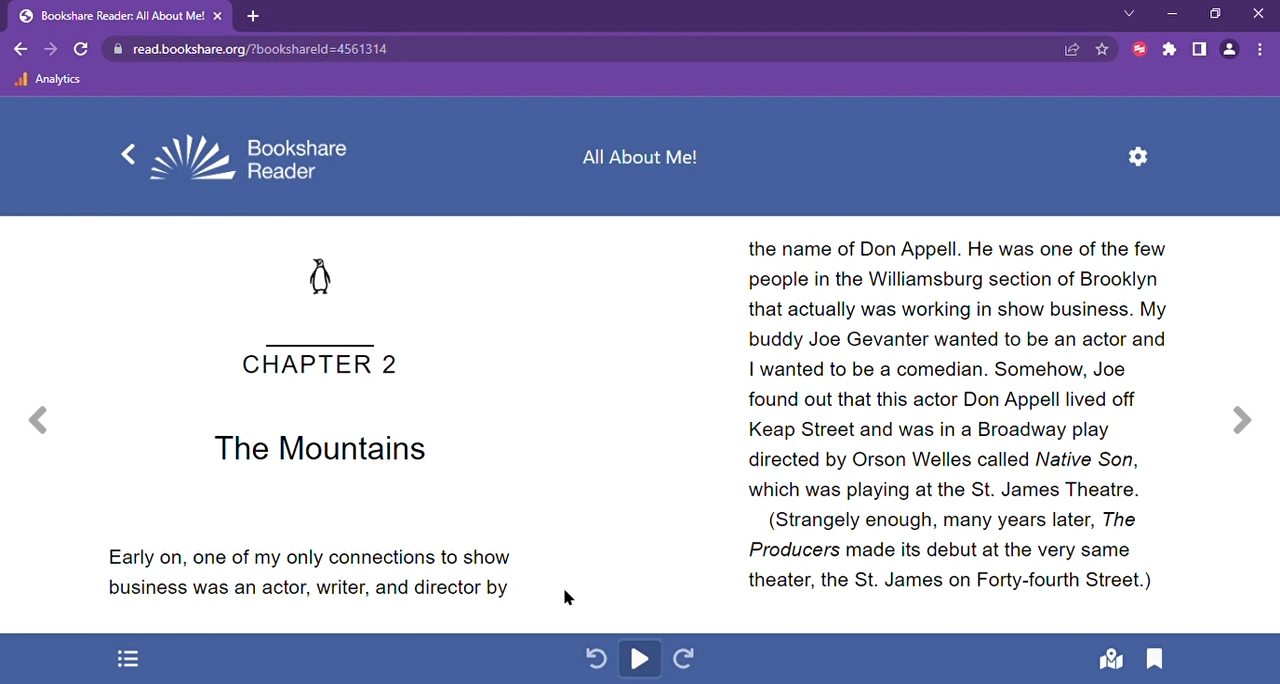 Bookshare Reader: All About Me!
read.bookshare.org/?bookshareId=4561314
Analytics
Bookshare
Reader
All About Me!
CHAPTER 2
The Mountains
Early on, one of my only connections to show
business was an actor, writer, and director by
the name of Don Appell. He was one of the few
people in the Williamsburg section of Brooklyn
that actually was working in show business. My
buddy Joe Gevanter wanted to be an actor and
I wanted to be a comedian. Somehow, Joe
found out that this actor Don Appell lived off
Keap Street and was in a Broadway play
directed by Orson Welles called Native Son,
which was playing at the St. James Theatre.
(Strangely enough, many years later, The
Producers made its debut at the very same
theater, the St. James on Forty-fourth Street.)